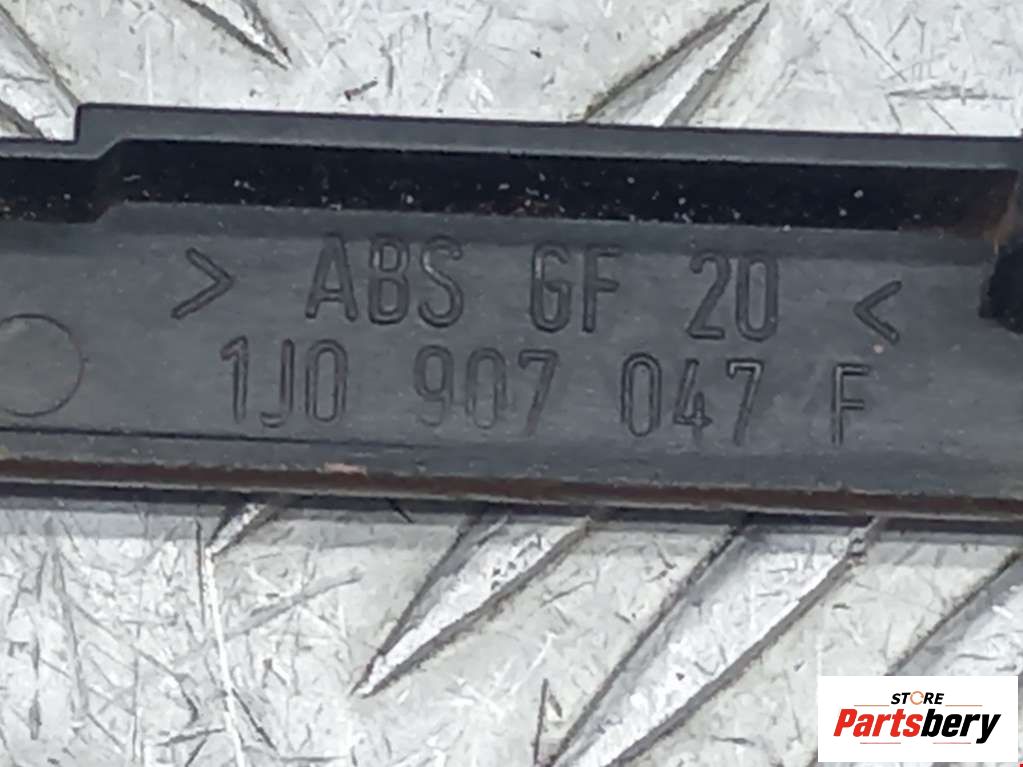 > ABS GF 20 <
1J0 907 047 F
STORE
Partsbery